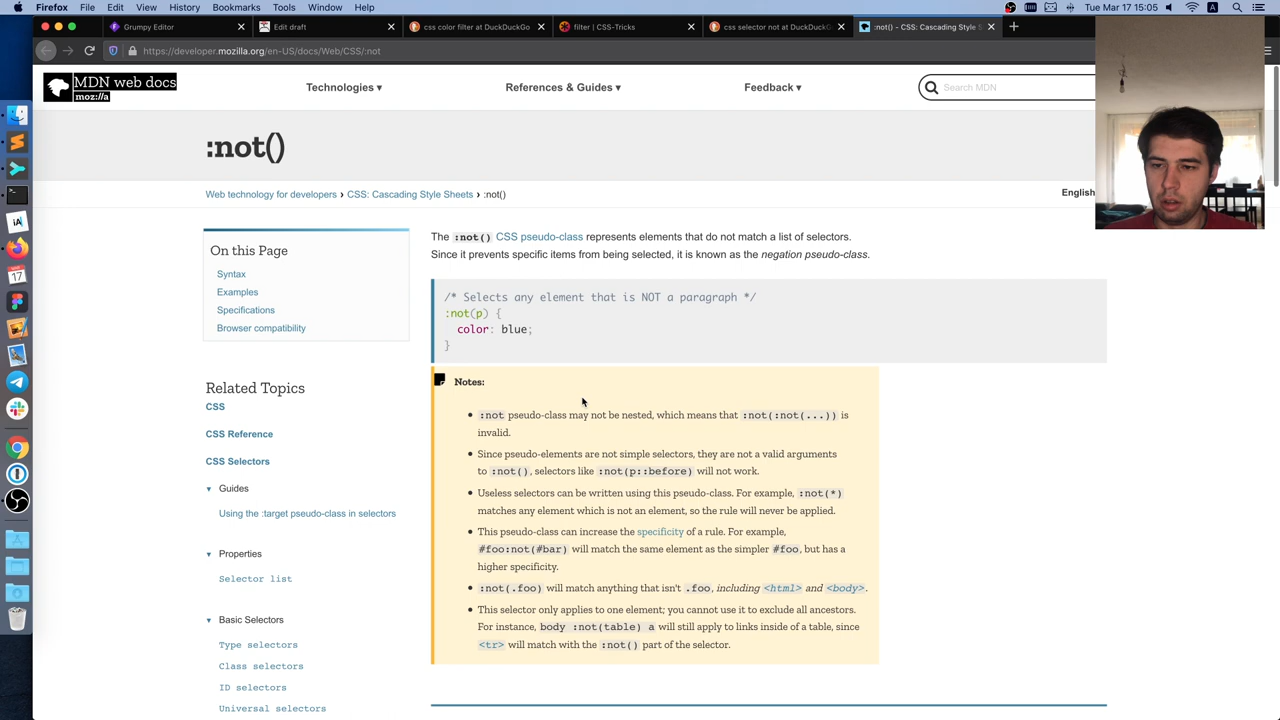 Firefox File Edit View History Bookmarks Tools Window Help
Grumpy Editor
Edit draft
css color filter at DuckDuckGo
filter | CSS-Tricks
css selector not at DuckDuckG
:not() - CSS: Cascading Style S
https://developer.mozilla.org/en-US/docs/Web/CSS/:not
MDN web docs
moz://a
Technologies ▾
References & Guides ▾
Feedback ▾
Search MDN
:not()
Web technology for developers › CSS: Cascading Style Sheets › :not()
English
On this Page
Syntax
Examples
Specifications
Browser compatibility
Related Topics
CSS
CSS Reference
CSS Selectors
▾ Guides
Using the :target pseudo-class in selectors
▾ Properties
Selector list
▾ Basic Selectors
Type selectors
Class selectors
ID selectors
Universal selectors
The :not() CSS pseudo-class represents elements that do not match a list of selectors.
Since it prevents specific items from being selected, it is known as the negation pseudo-class.
/* Selects any element that is NOT a paragraph */
:not(p) {
color: blue;
}
Notes:
• :not pseudo-class may not be nested, which means that :not(:not(...)) is
invalid.
• Since pseudo-elements are not simple selectors, they are not a valid arguments
to :not(), selectors like :not(p::before) will not work.
• Useless selectors can be written using this pseudo-class. For example, :not(*)
matches any element which is not an element, so the rule will never be applied.
• This pseudo-class can increase the specificity of a rule. For example,
#foo:not(#bar) will match the same element as the simpler #foo, but has a
higher specificity.
• :not(.foo) will match anything that isn't .foo, including <html> and <body>.
• This selector only applies to one element; you cannot use it to exclude all ancestors.
For instance, body :not(table) a will still apply to links inside of a table, since
<tr> will match with the :not() part of the selector.
iA
17